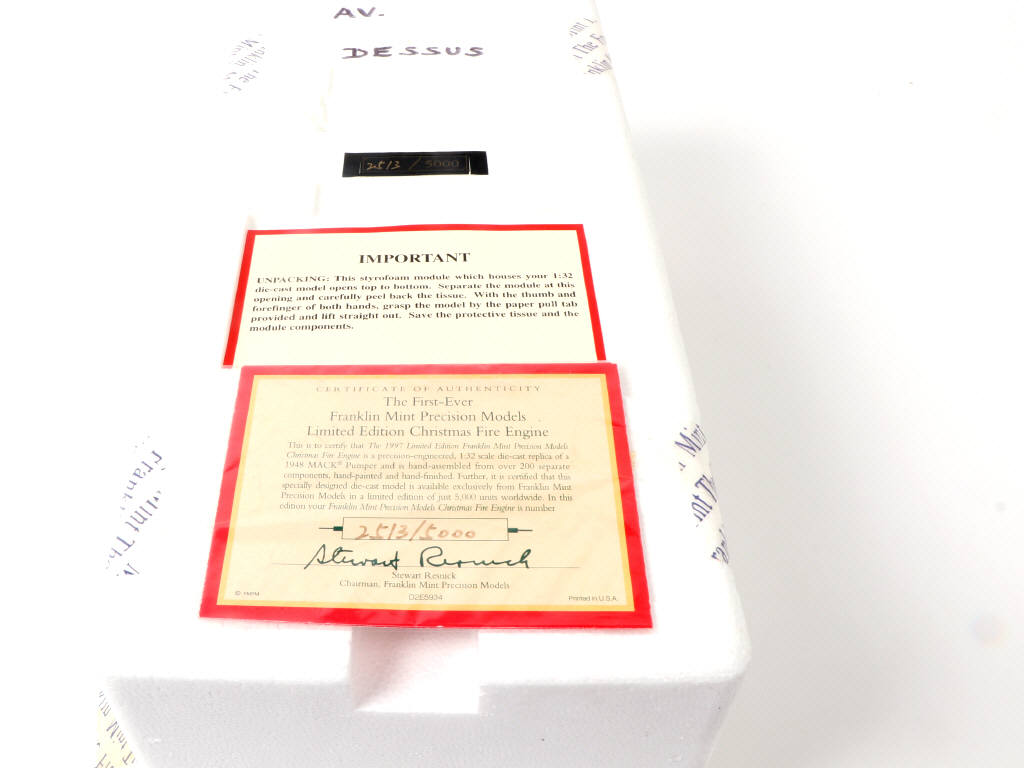 AV.
DESSUS
2513 / 5000
IMPORTANT
UNPACKING: This styrofoam module which houses your 1:32
die-cast model opens top to bottom. Separate the module at this
opening and carefully peel back the tissue. With the thumb and
forefinger of both hands, grasp the model by the paper pull tab
provided and lift straight out. Save the protective tissue and the
module components.
CERTIFICATE OF AUTHENTICITY
The First-Ever
Franklin Mint Precision Models
Limited Edition Christmas Fire Engine
This is to certify that The 1997 Limited Edition Franklin Mint Precision Models
Christmas Fire Engine is a precision-engineered, 1:32 scale die-cast replica of a
1948 MACK® Pumper and is hand-assembled from over 200 separate
components, hand-painted and hand-finished. Further, it is certified that this
specially designed die-cast model is available exclusively from Franklin Mint
Precision Models in a limited edition of just 5,000 units worldwide. In this
edition your Franklin Mint Precision Models Christmas Fire Engine is number
2513/5000
Stewart Resnick
Stewart Resnick
Chairman, Franklin Mint Precision Models
© FMPM
D2E5934
Printed in U.S.A.